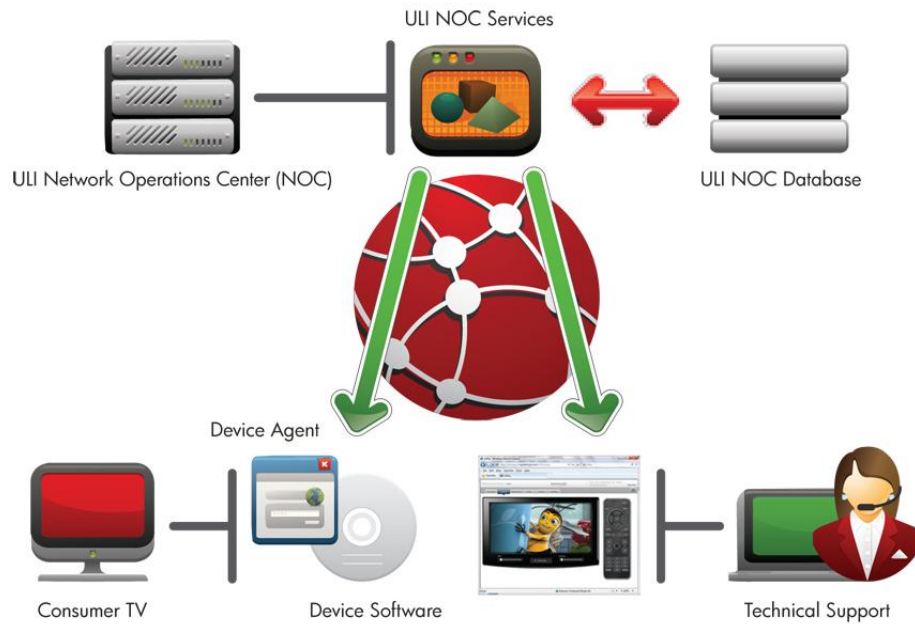 ULI NOC Services
ULI Network Operations Center (NOC)
ULI NOC Database
Device Agent
Consumer TV
Device Software
Technical Support